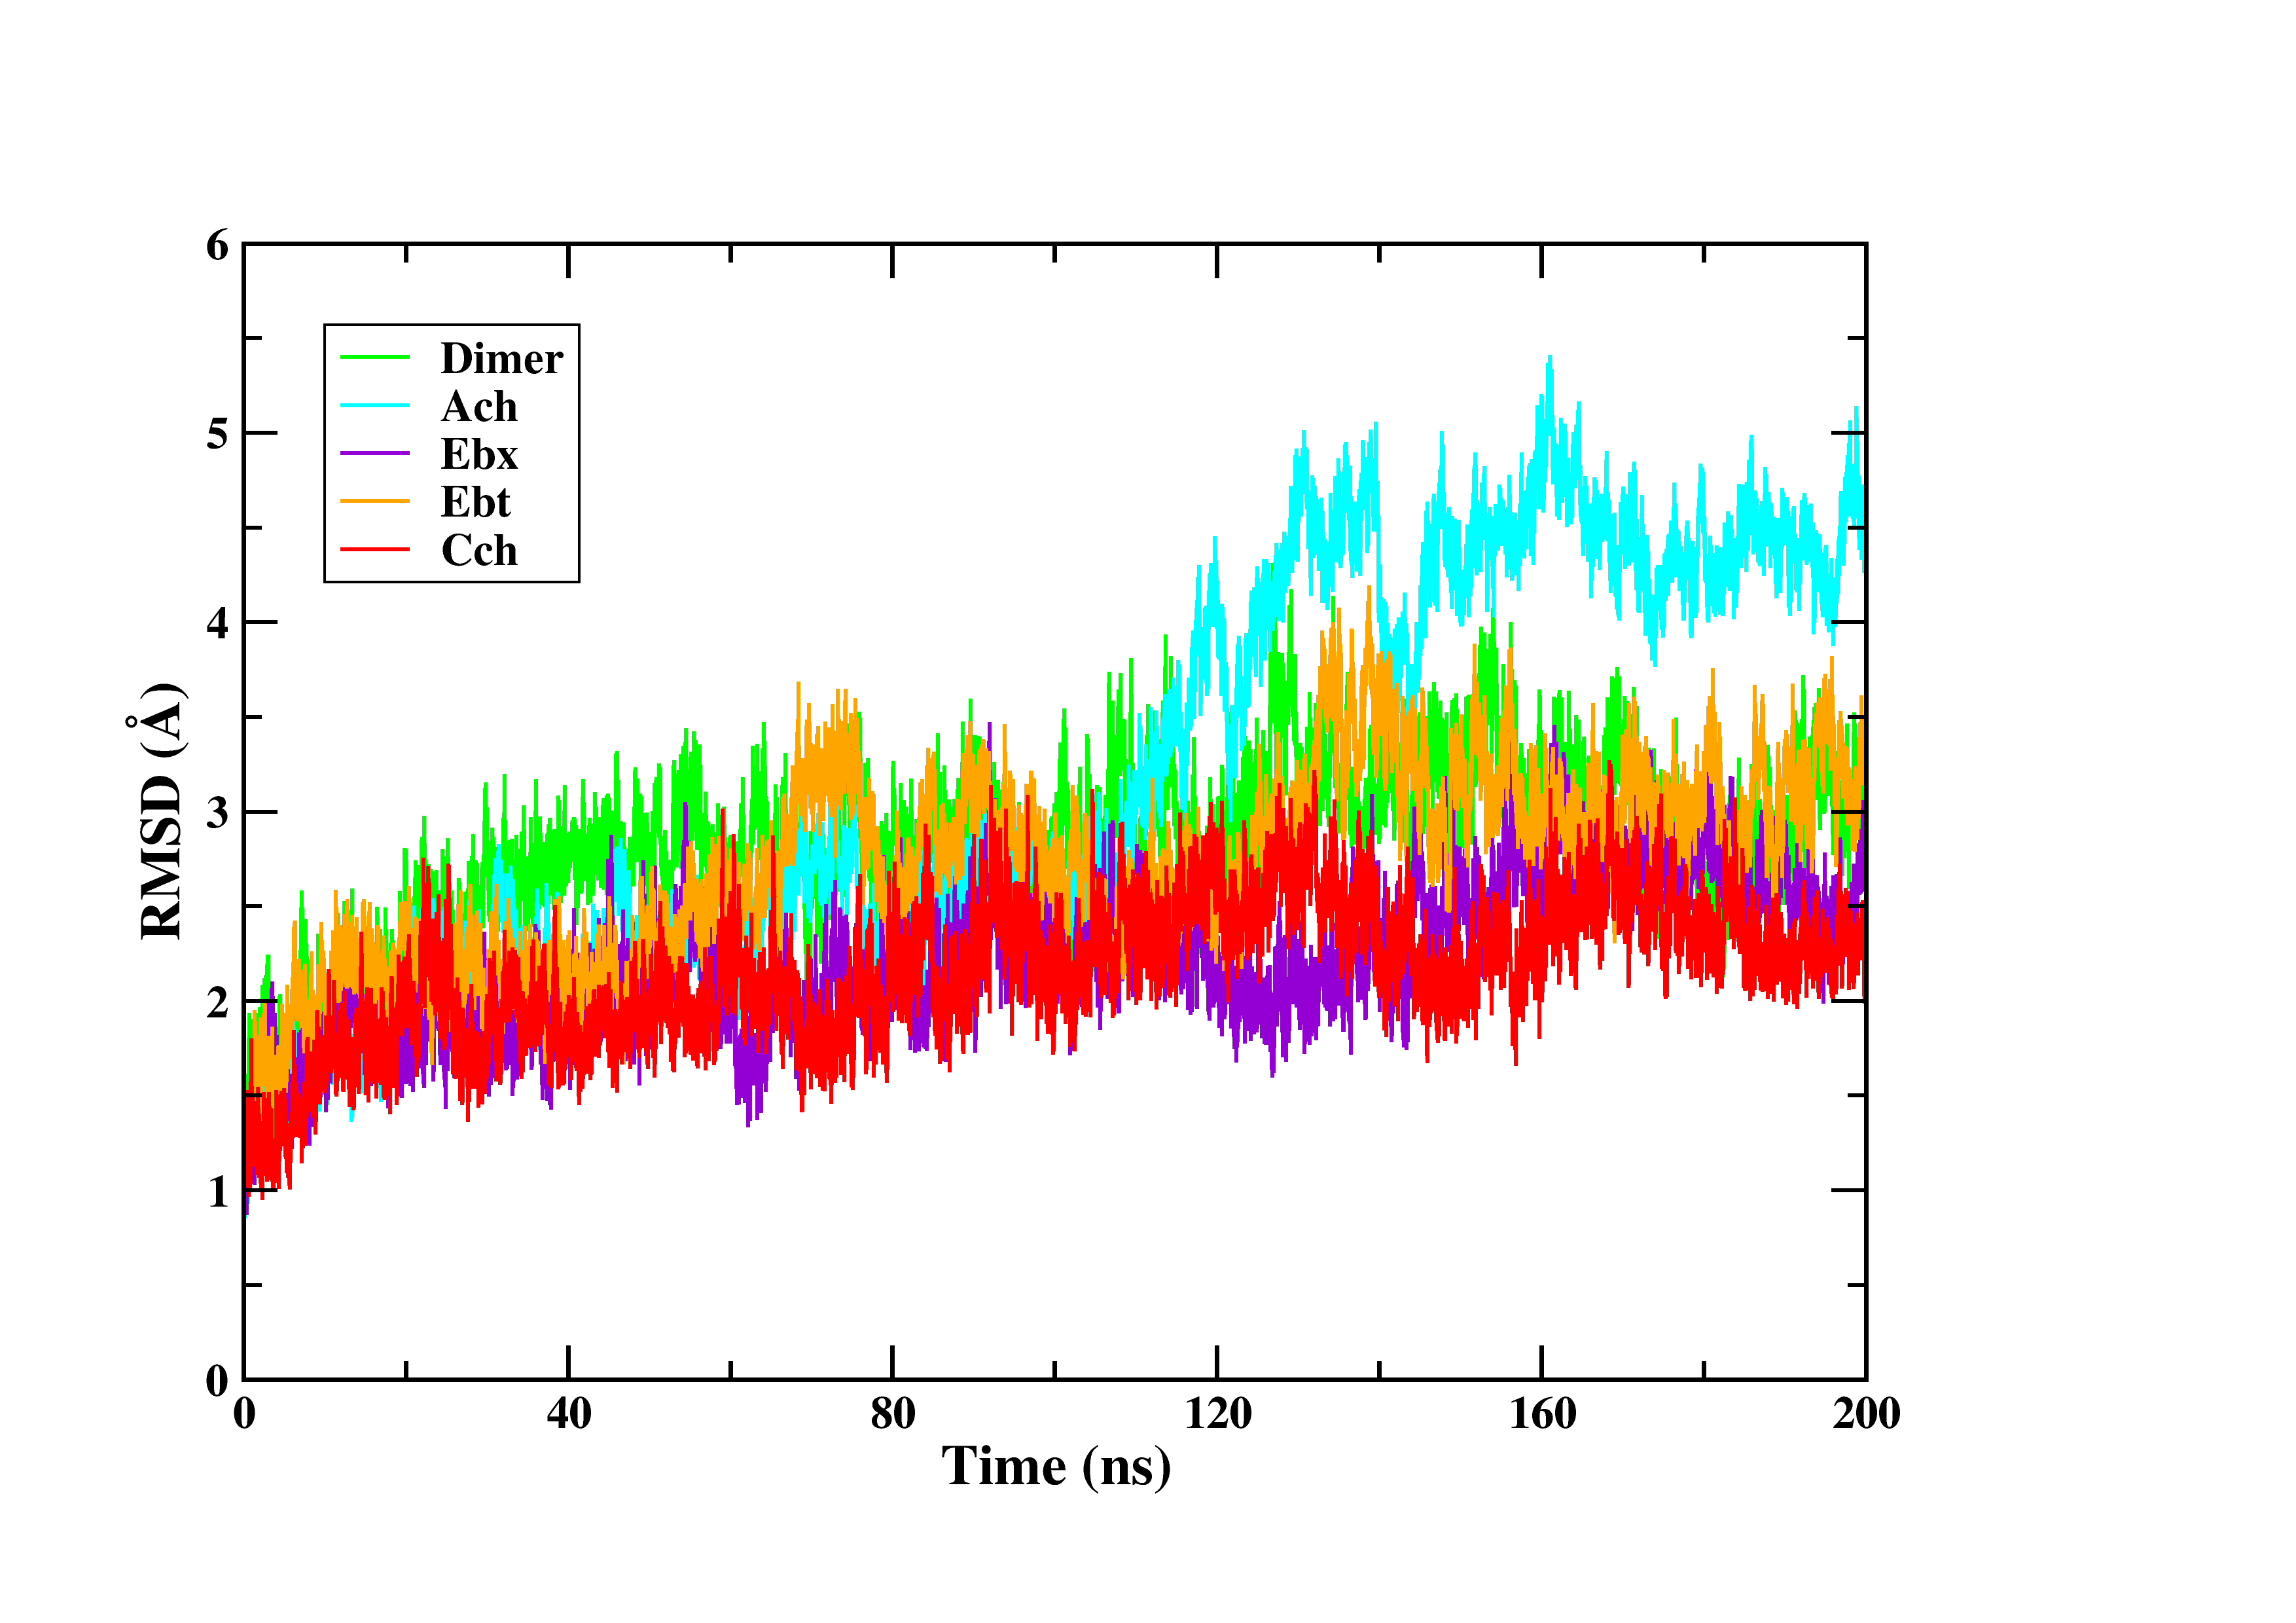 6
5
4
3
2
1
0
RMSD (Å)
Dimer
Ach
Ebx
Ebt
Cch
0 40 80 120 160 200
Time (ns)